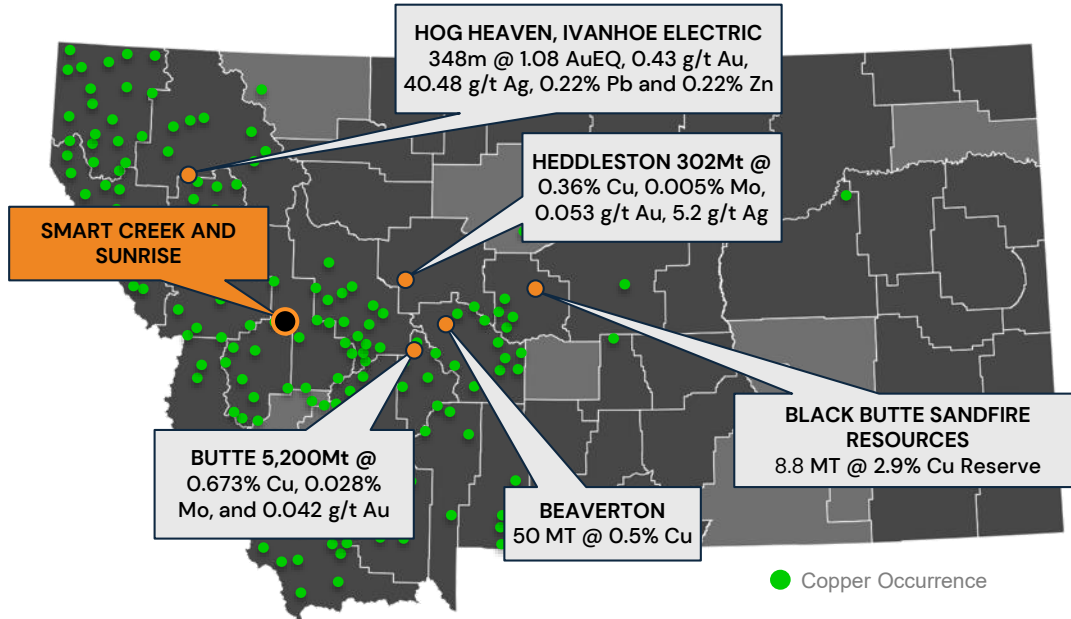 HOG HEAVEN, IVANHOE ELECTRIC
348m @ 1.08 AuEQ, 0.43 g/t Au,
40.48 g/t Ag, 0.22% Pb and 0.22% Zn
HEDDLESTON 302Mt @
0.36% Cu, 0.005% Mo,
0.053 g/t Au, 5.2 g/t Ag
SMART CREEK AND
SUNRISE
BLACK BUTTE SANDFIRE
RESOURCES
8.8 MT @ 2.9% Cu Reserve
BUTTE 5,200Mt @
0.673% Cu, 0.028%
Mo, and 0.042 g/t Au
BEAVERTON
50 MT @ 0.5% Cu
Copper Occurrence